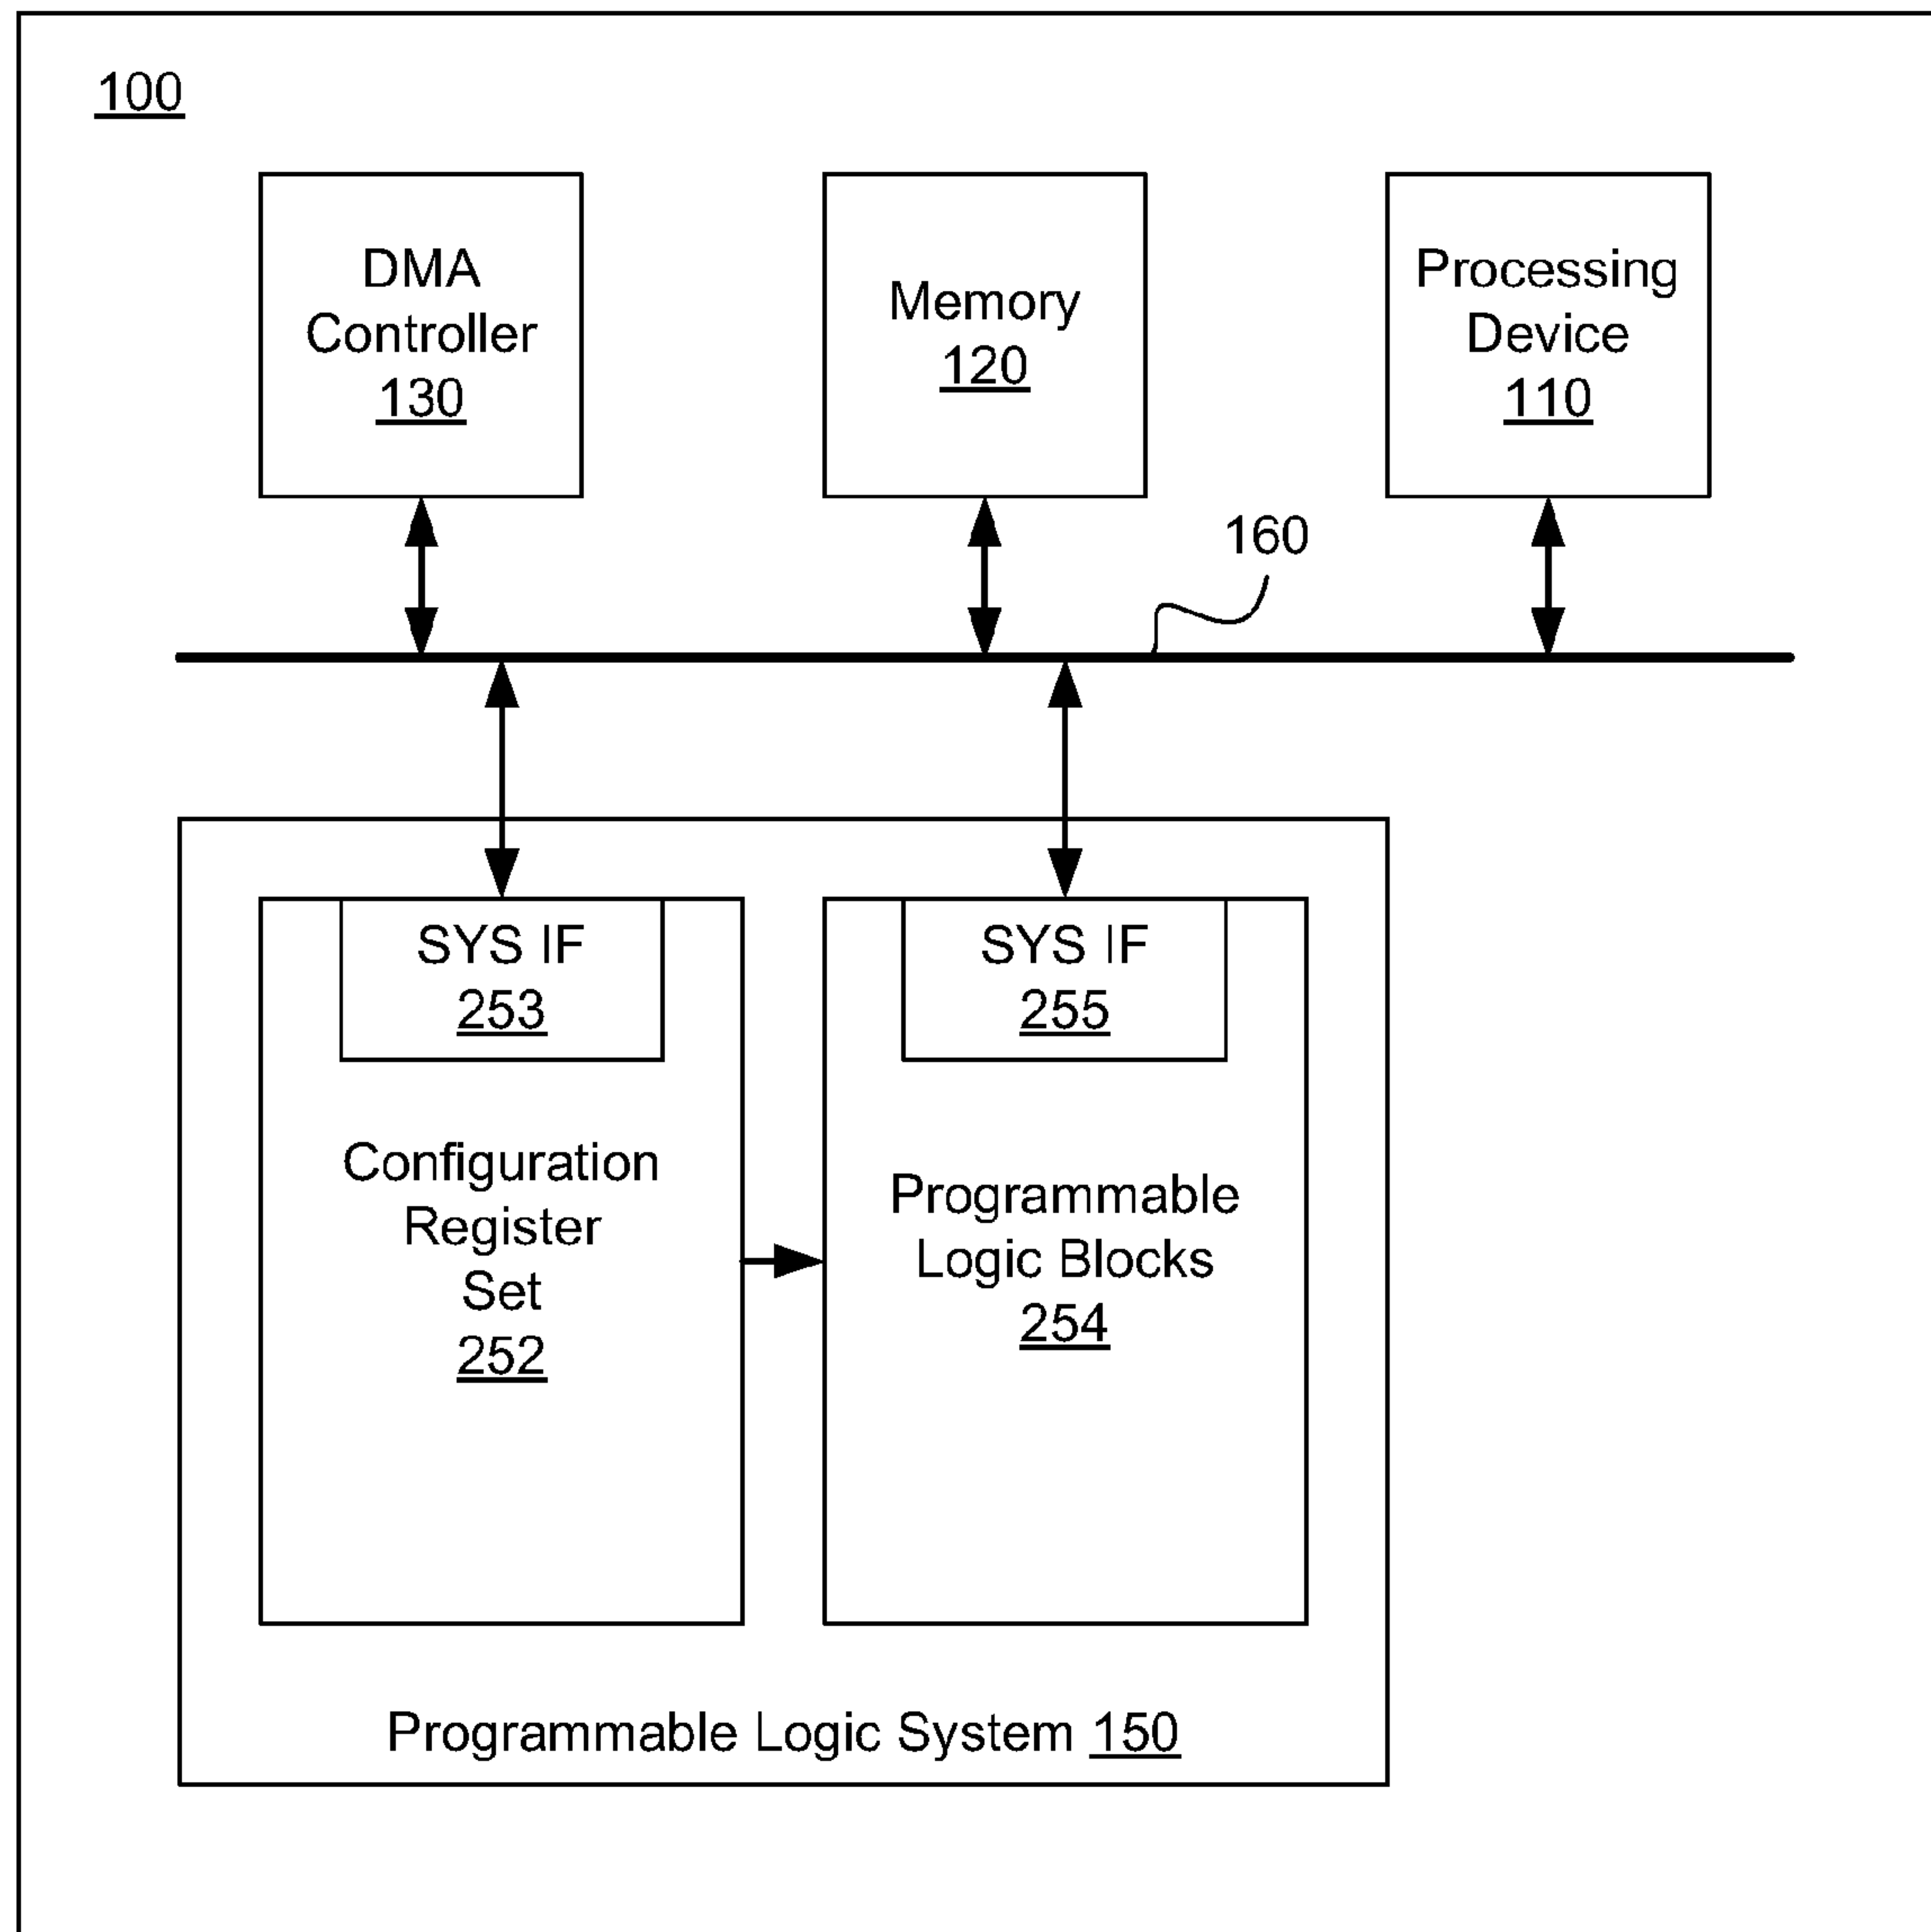 100
DMA
Controller
130
Memory
120
Processing
Device
110
160
SYS IF
253
SYS IF
255
Configuration
Register
Set
252
Programmable
Logic Blocks
254
Programmable Logic System 150